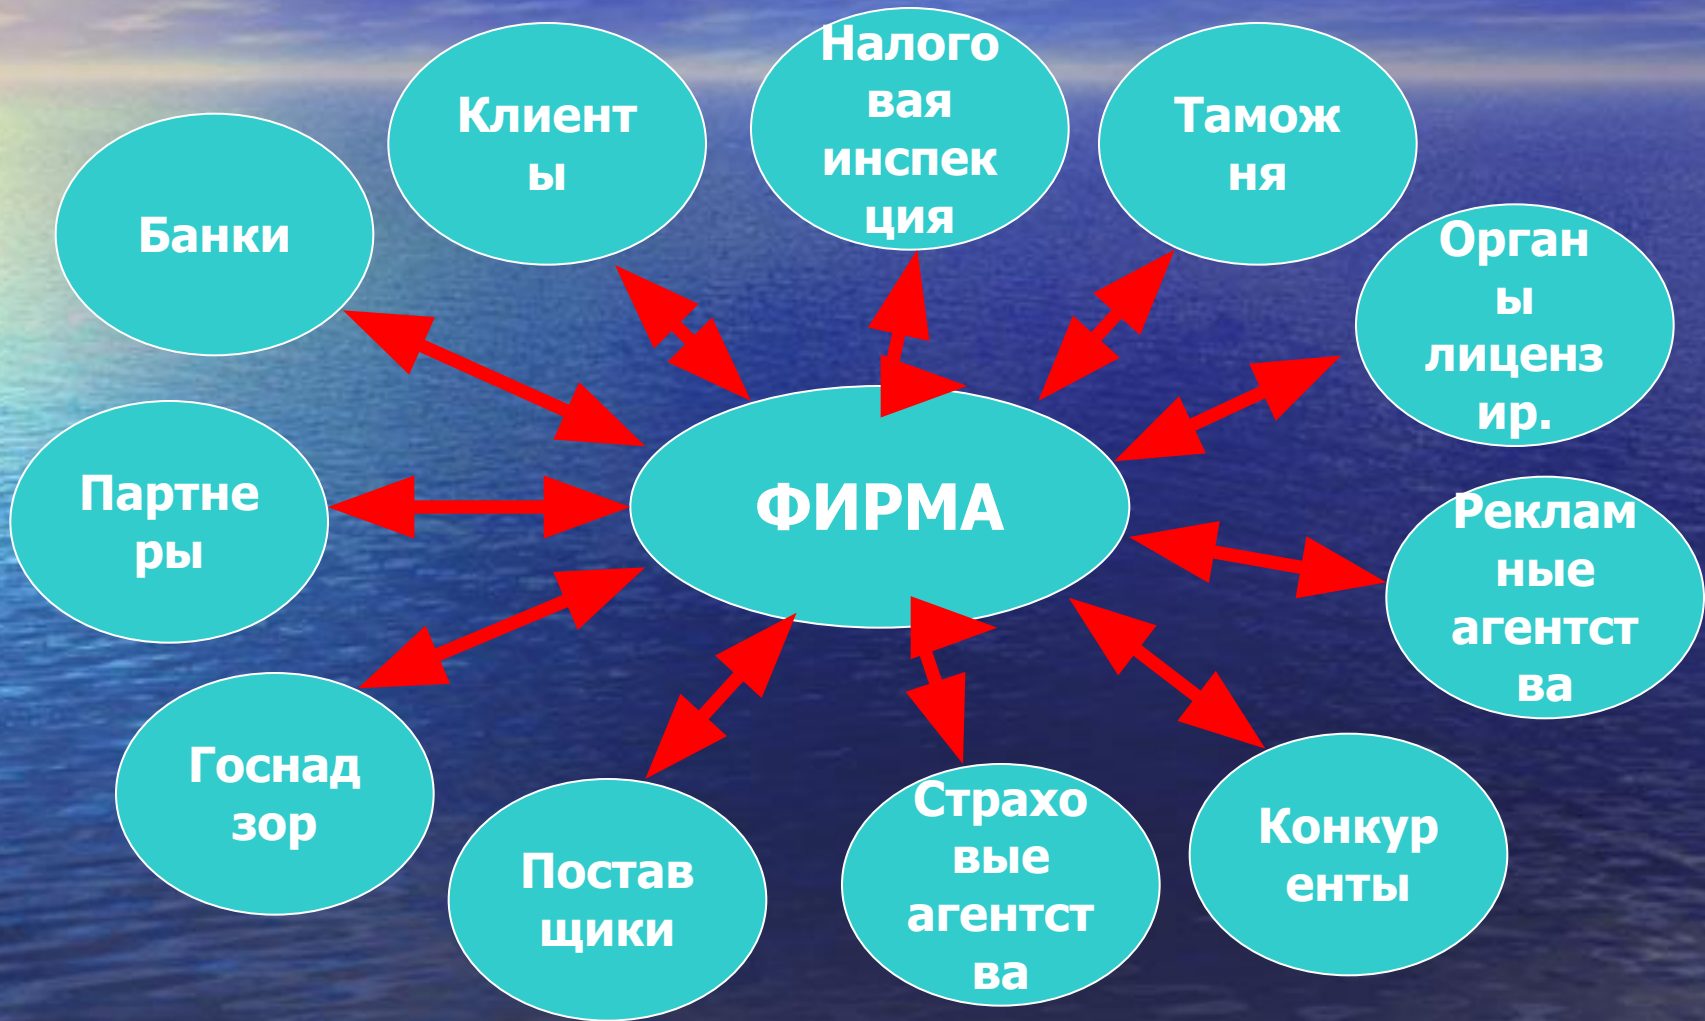 Банки
Клиент
ы
Налого
вая
инспек
ция
Тамож
ня
Орган
ы
лиценз
ир.
Партне
ры
ФИРМА
Реклам
ные
агентст
ва
Госнад
зор
Постав
щики
Страхо
вые
агентст
ва
Конкур
енты